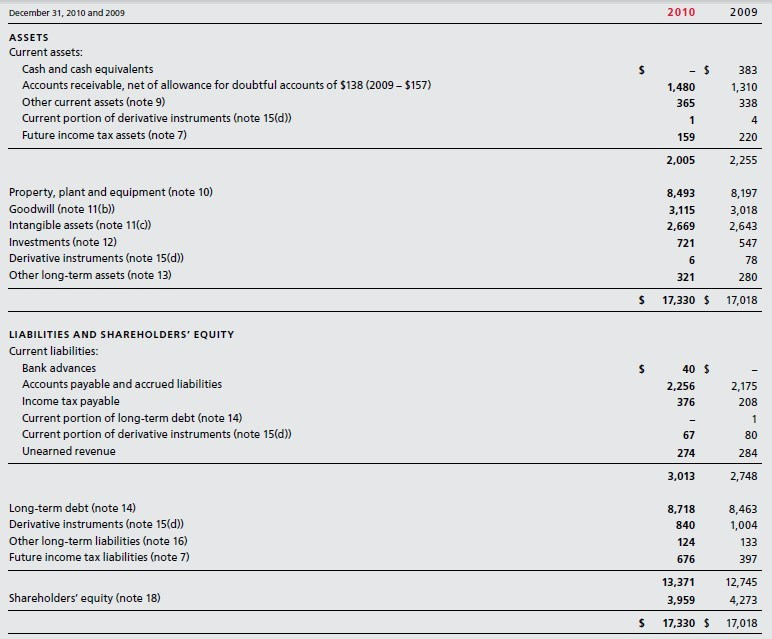 December 31, 2010 and 2009 2010 2009
ASSETS
Current assets:
Cash and cash equivalents $ – $ 383
Accounts receivable, net of allowance for doubtful accounts of $138 (2009 – $157) 1,480 1,310
Other current assets (note 9) 365 338
Current portion of derivative instruments (note 15(d)) 1 4
Future income tax assets (note 7) 159 220
2,005 2,255
Property, plant and equipment (note 10) 8,493 8,197
Goodwill (note 11(b)) 3,115 3,018
Intangible assets (note 11(c)) 2,669 2,643
Investments (note 12) 721 547
Derivative instruments (note 15(d)) 6 78
Other long-term assets (note 13) 321 280
$ 17,330 $ 17,018
LIABILITIES AND SHAREHOLDERS' EQUITY
Current liabilities:
Bank advances $ 40 $ –
Accounts payable and accrued liabilities 2,256 2,175
Income tax payable 376 208
Current portion of long-term debt (note 14) – 1
Current portion of derivative instruments (note 15(d)) 67 80
Unearned revenue 274 284
3,013 2,748
Long-term debt (note 14) 8,718 8,463
Derivative instruments (note 15(d)) 840 1,004
Other long-term liabilities (note 16) 124 133
Future income tax liabilities (note 7) 676 397
13,371 12,745
Shareholders' equity (note 18) 3,959 4,273
$ 17,330 $ 17,018